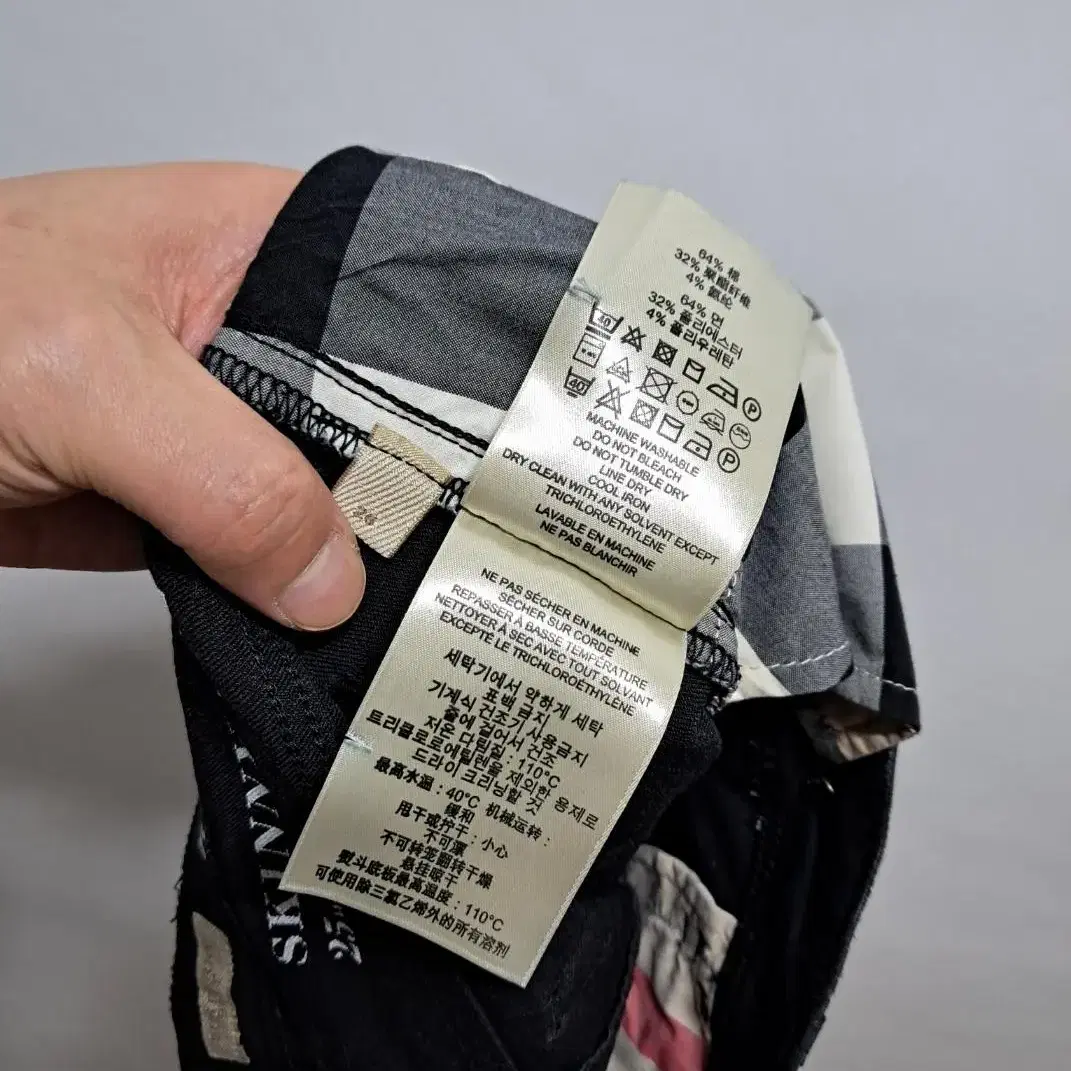 64% 棉
32% 聚酯纤维
4% 氨纶
64% 면
32% 폴리에스터
4% 폴리우레탄
40
P
40
P
MACHINE WASHABLE
DO NOT BLEACH
DO NOT TUMBLE DRY
LINE DRY
COOL IRON
DRY CLEAN WITH ANY SOLVENT EXCEPT
TRICHLOROETHYLENE
LAVABLE EN MACHINE
NE PAS BLANCHIR
26
NE PAS SÉCHER EN MACHINE
SÉCHER SUR CORDE
REPASSER À BASSE TEMPÉRATURE
NETTOYER À SEC AVEC TOUT SOLVANT
EXCEPTÉ LE TRICHLOROÉTHYLÈNE
세탁기에서 약하게 세탁
표백 금지
기계식 건조기 사용금지
줄에 걸어서 건조
저온 다림질 : 110°C
트리클로로에틸렌을 제외한 용제로
드라이 크리닝할 것
最高水温 : 40°C 机械运转 :
缓和
甩干或拧干 : 小心
不可漂
不可转笼翻转干燥
悬挂晾干
熨斗底板最高温度 : 110°C
可使用除三氯乙烯外的所有溶剂
25"